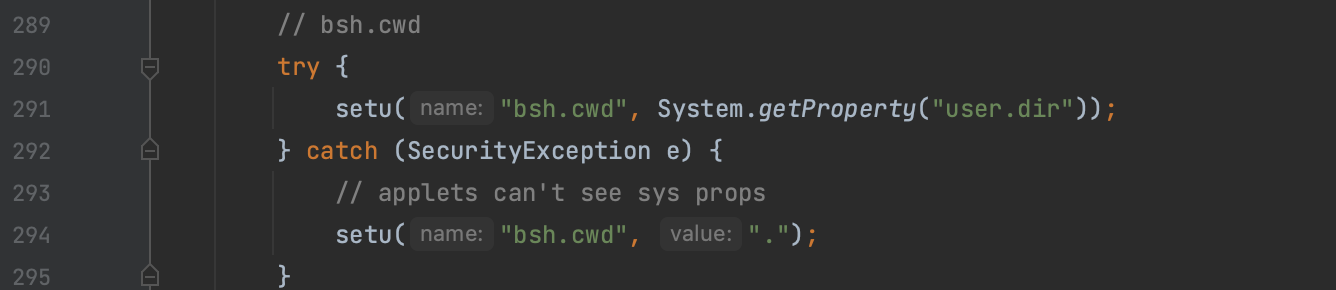 289 // bsh.cwd
290 try {
291 setu( name: "bsh.cwd", System.getProperty("user.dir"));
292 } catch (SecurityException e) {
293 // applets can't see sys props
294 setu( name: "bsh.cwd", value: ".");
295 }